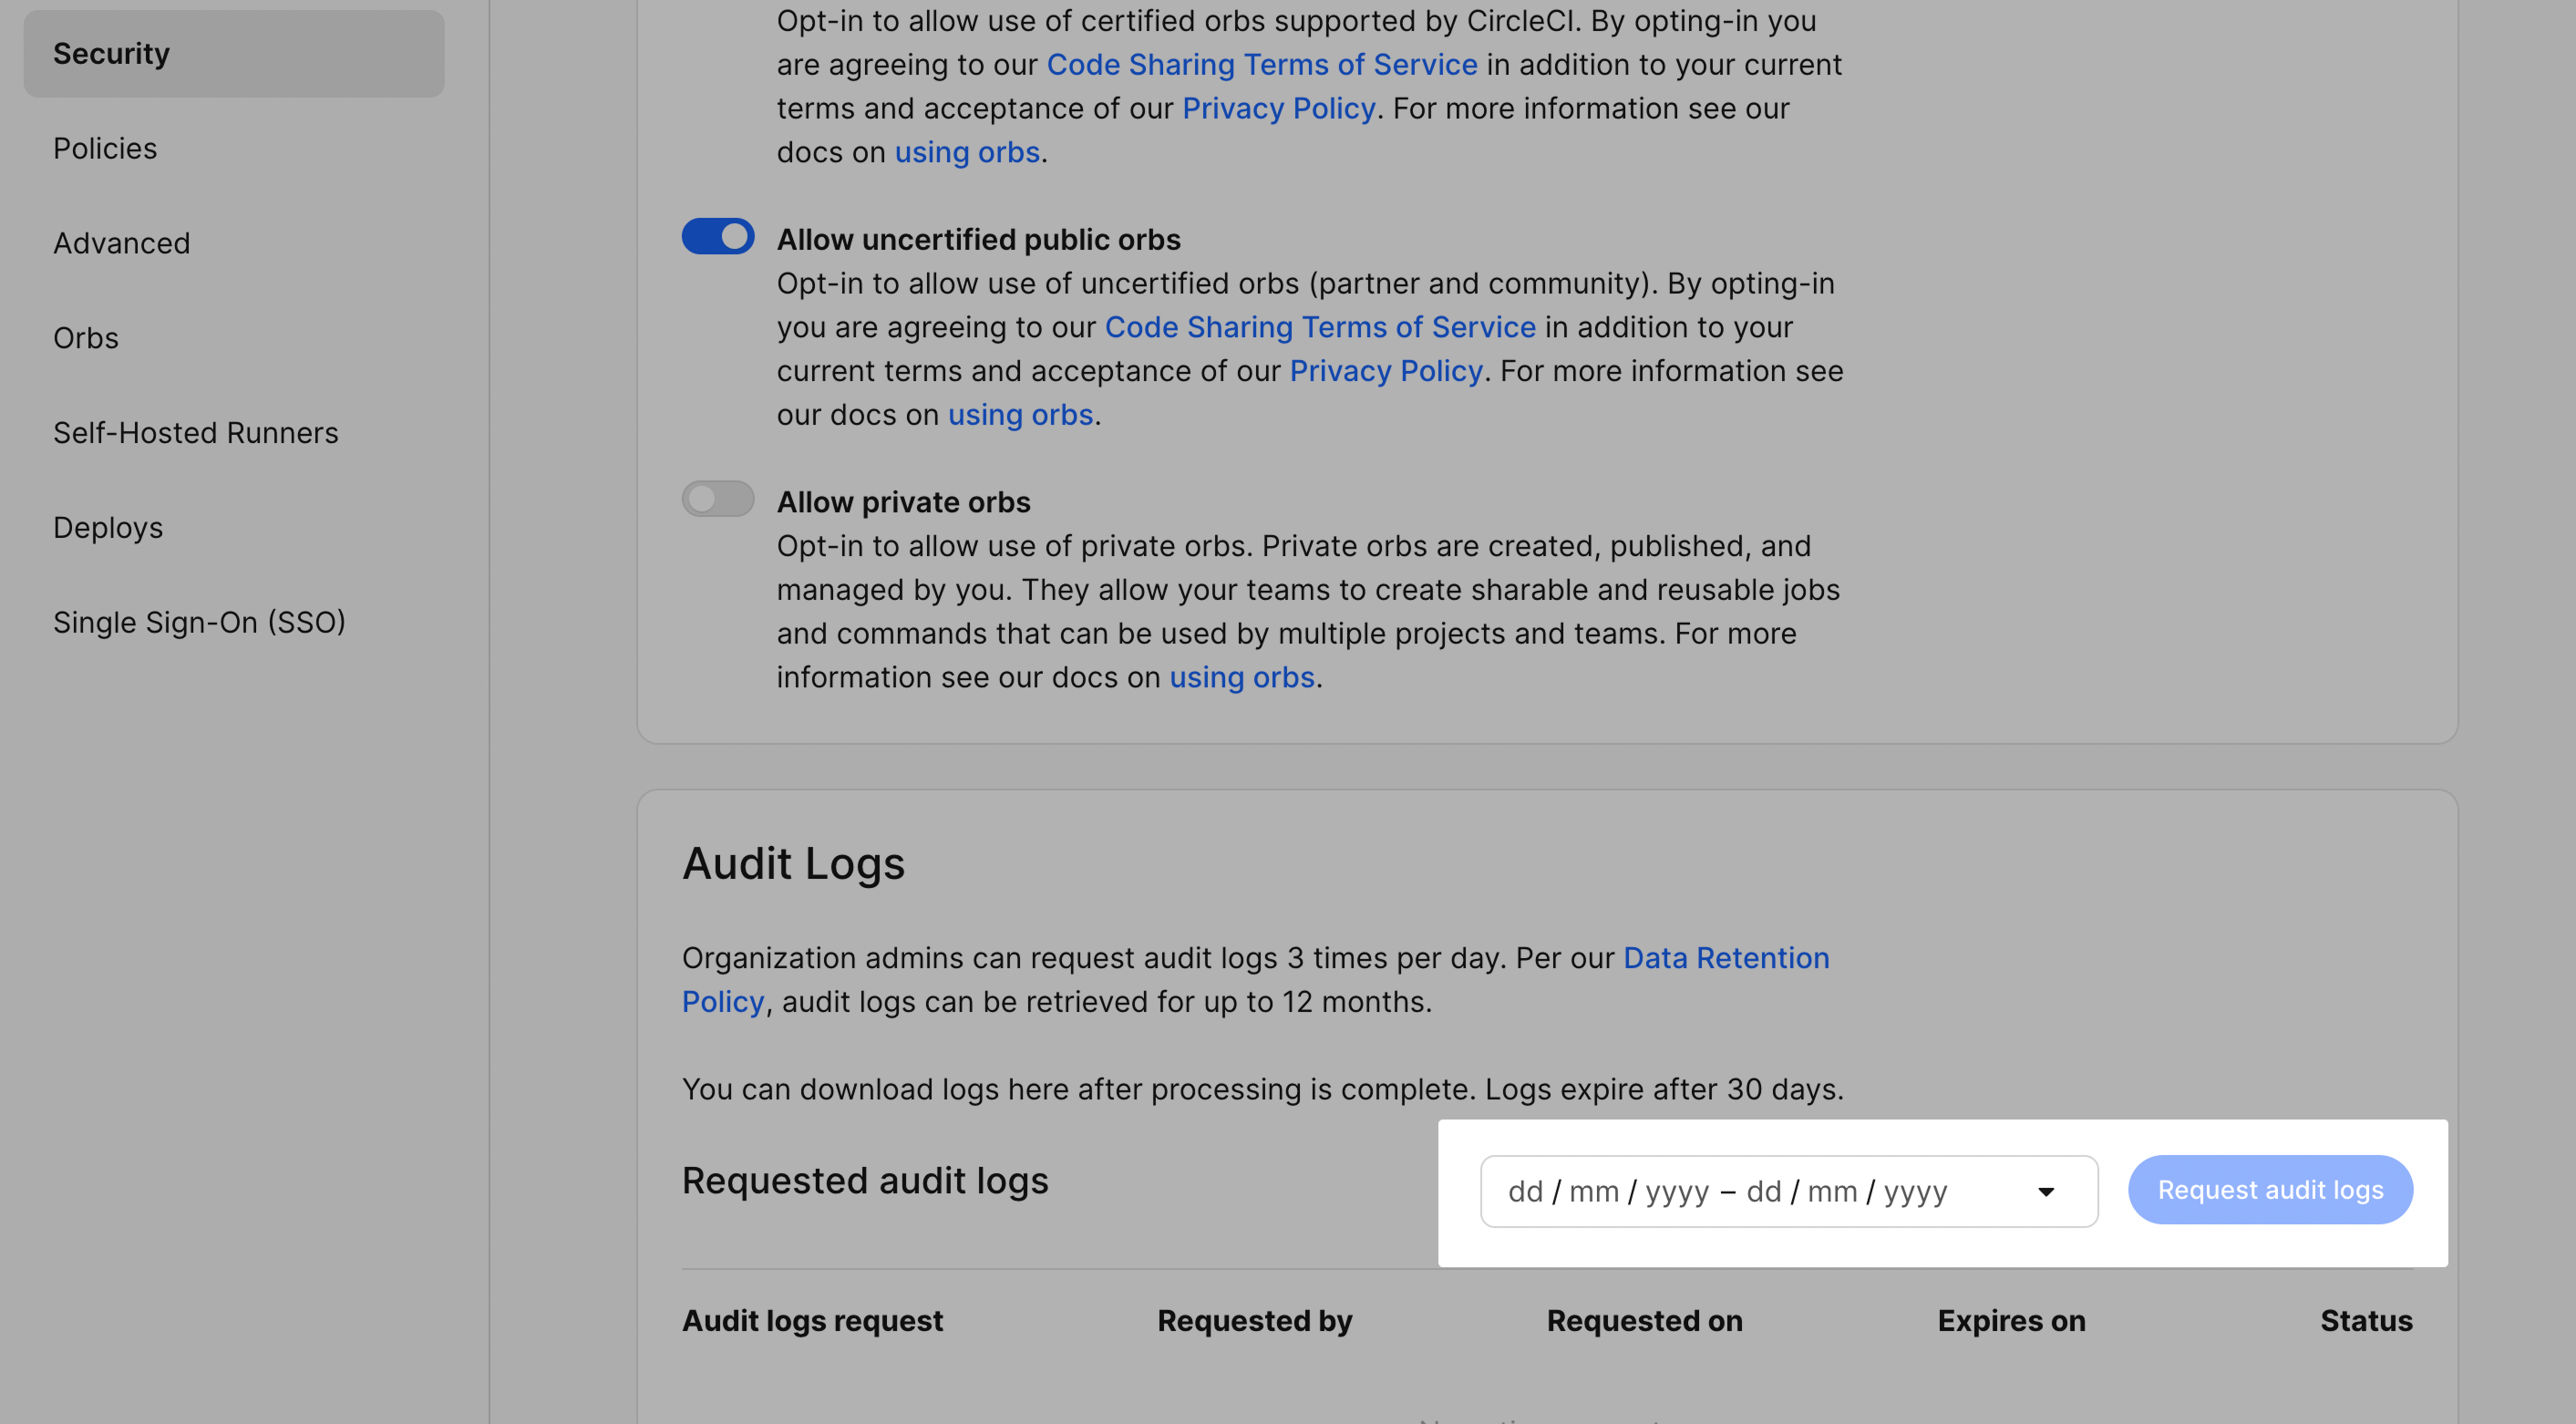 Security
Policies
Advanced
Orbs
Self-Hosted Runners
Deploys
Single Sign-On (SSO)
Opt-in to allow use of certified orbs supported by CircleCI. By opting-in you
are agreeing to our Code Sharing Terms of Service in addition to your current
terms and acceptance of our Privacy Policy. For more information see our
docs on using orbs.
Allow uncertified public orbs
Opt-in to allow use of uncertified orbs (partner and community). By opting-in
you are agreeing to our Code Sharing Terms of Service in addition to your
current terms and acceptance of our Privacy Policy. For more information see
our docs on using orbs.
Allow private orbs
Opt-in to allow use of private orbs. Private orbs are created, published, and
managed by you. They allow your teams to create sharable and reusable jobs
and commands that can be used by multiple projects and teams. For more
information see our docs on using orbs.
Audit Logs
Organization admins can request audit logs 3 times per day. Per our Data Retention
Policy, audit logs can be retrieved for up to 12 months.
You can download logs here after processing is complete. Logs expire after 30 days.
Requested audit logs
dd / mm / yyyy – dd / mm / yyyy
Request audit logs
Audit logs request Requested by Requested on Expires on Status